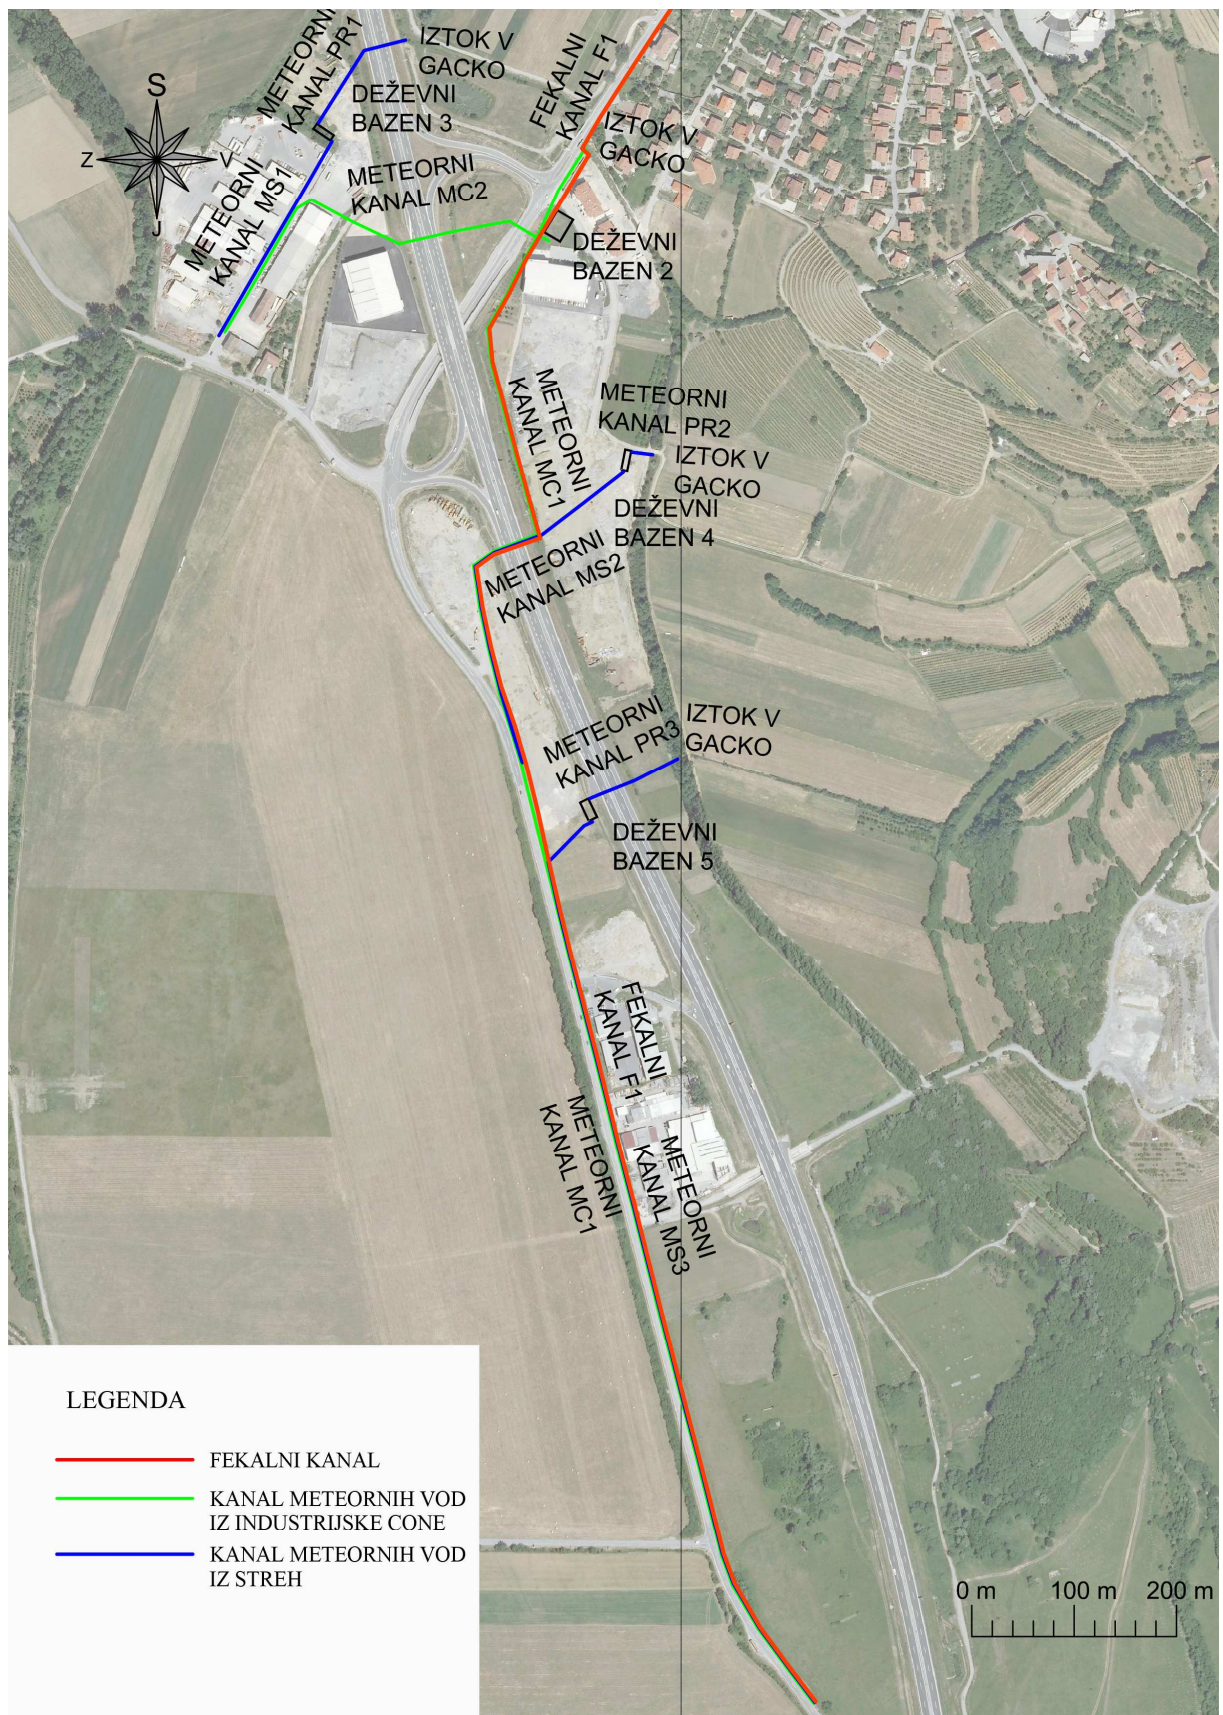 METEORNI
KANAL PR1
IZTOK V
GACKO
DEŽEVNI
BAZEN 3
FEKALNI
KANAL F1
IZTOK V
GACKO
S
Z
V
J
METEORNI
KANAL MS1
METEORNI
KANAL MC2
DEŽEVNI
BAZEN 2
METEORNI
KANAL MC1
METEORNI
KANAL PR2
IZTOK V
GACKO
DEŽEVNI
BAZEN 4
METEORNI
KANAL MS2
METEORNI
KANAL PR3
IZTOK V
GACKO
DEŽEVNI
BAZEN 5
FEKALNI
KANAL F1
METEORNI
KANAL MC1
METEORNI
KANAL MS3
LEGENDA
FEKALNI KANAL
KANAL METEORNIH VOD
IZ INDUSTRIJSKE CONE
KANAL METEORNIH VOD
IZ STREH
0 m 100 m 200 m